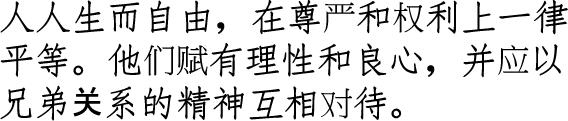 人人生而自由，在尊严和权利上一律
平等。他们赋有理性和良心，并应以
兄弟关系的精神互相对待。